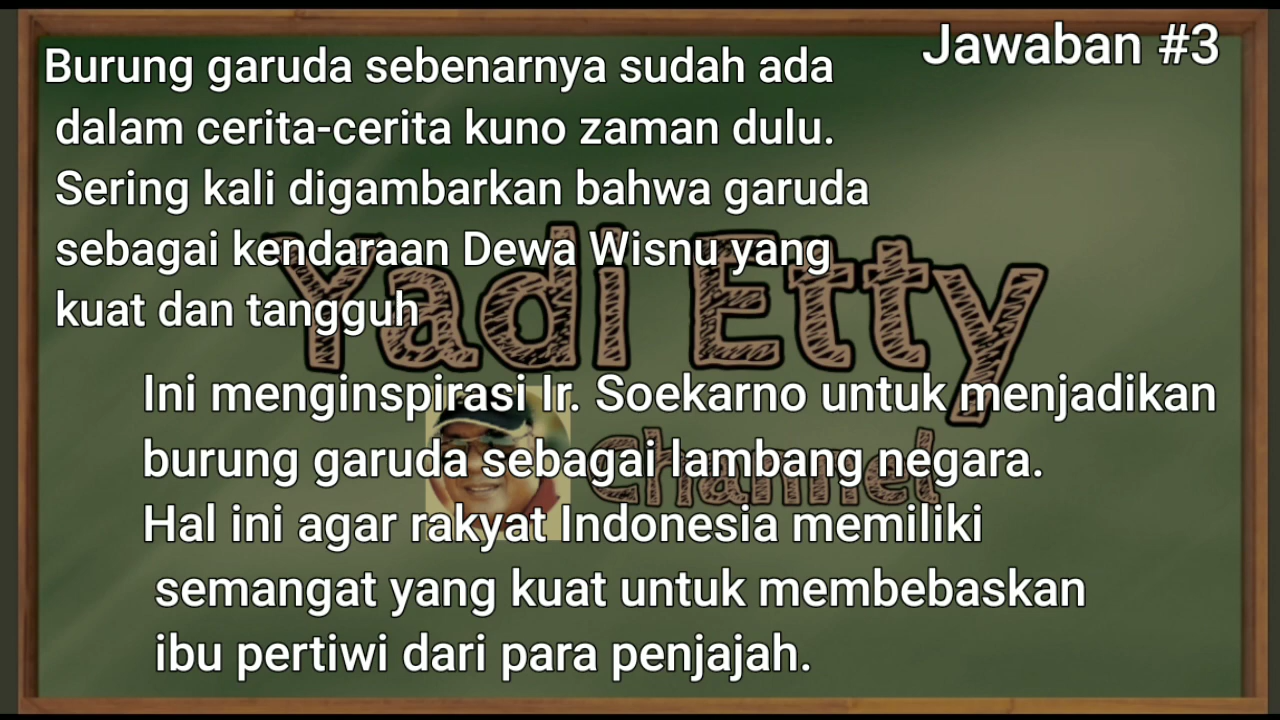 Jawaban #3
Burung garuda sebenarnya sudah ada
dalam cerita-cerita kuno zaman dulu.
Sering kali digambarkan bahwa garuda
sebagai kendaraan Dewa Wisnu yang
kuat dan tangguh
Yadi Etty
Channel
Ini menginspirasi Ir. Soekarno untuk menjadikan
burung garuda sebagai lambang negara.
Hal ini agar rakyat Indonesia memiliki
semangat yang kuat untuk membebaskan
ibu pertiwi dari para penjajah.